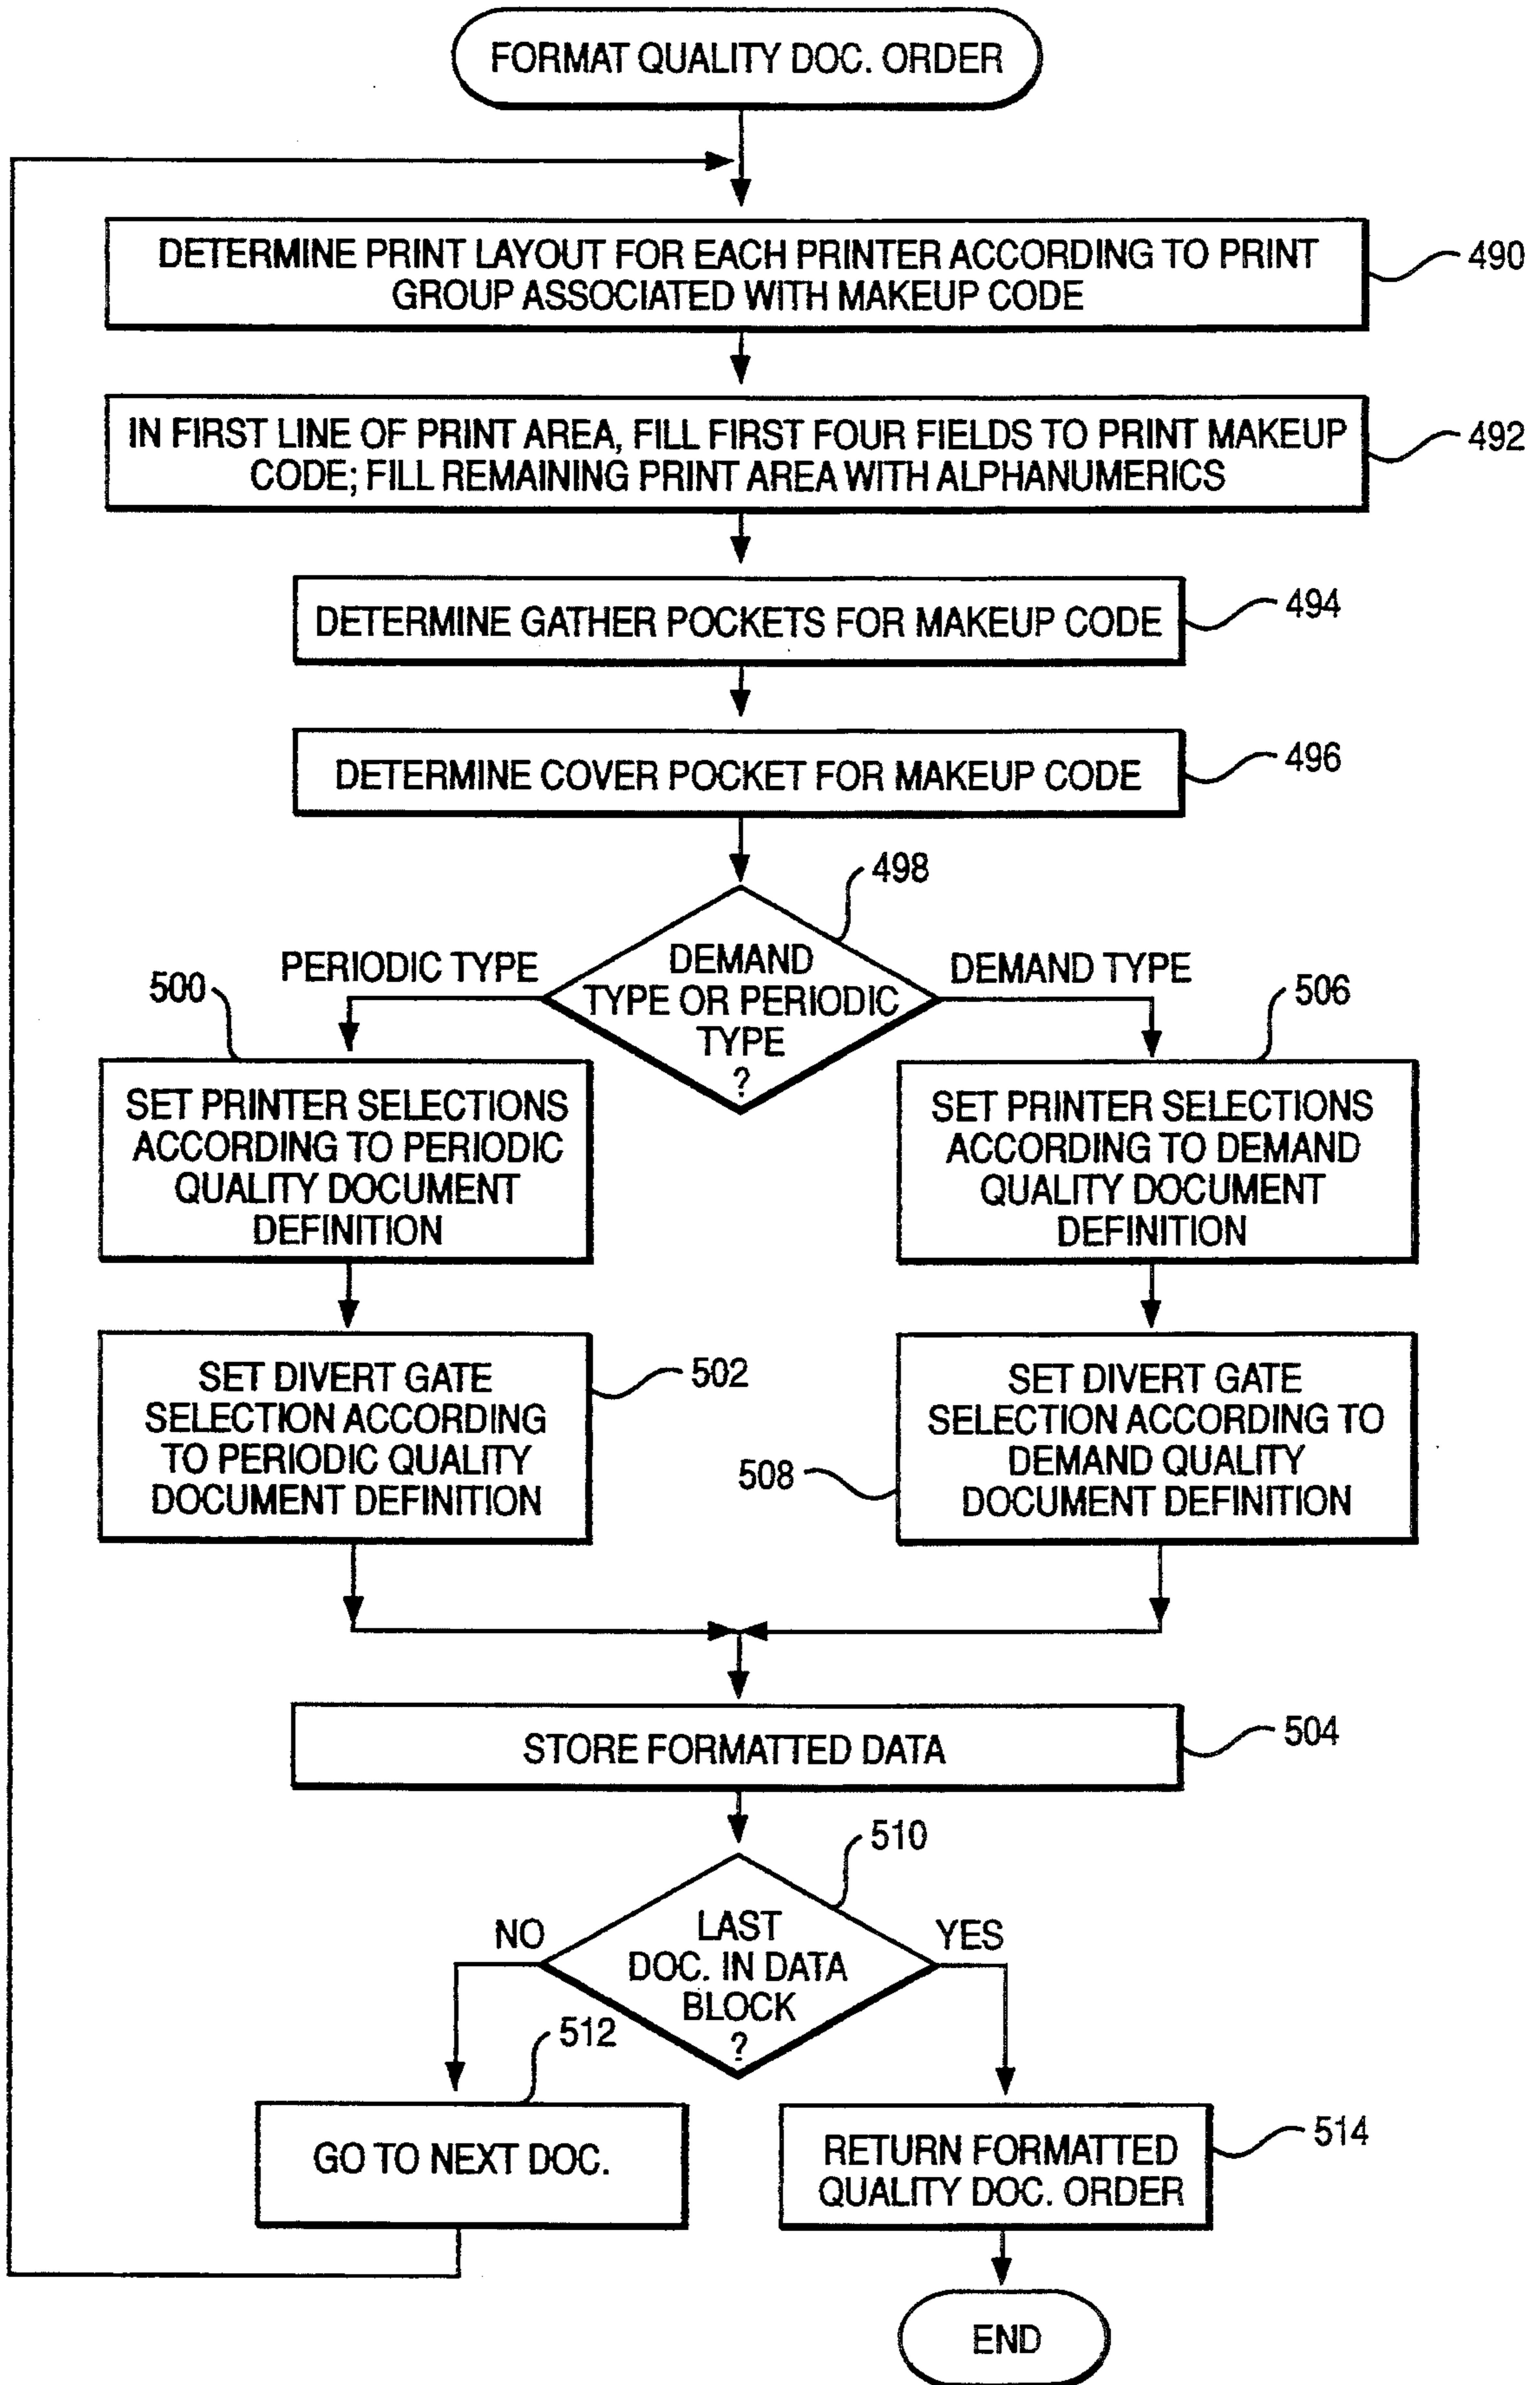 FORMAT QUALITY DOC. ORDER
DETERMINE PRINT LAYOUT FOR EACH PRINTER ACCORDING TO PRINT
GROUP ASSOCIATED WITH MAKEUP CODE
490
IN FIRST LINE OF PRINT AREA, FILL FIRST FOUR FIELDS TO PRINT MAKEUP
CODE; FILL REMAINING PRINT AREA WITH ALPHANUMERICS
492
DETERMINE GATHER POCKETS FOR MAKEUP CODE
494
DETERMINE COVER POCKET FOR MAKEUP CODE
496
498
DEMAND
TYPE OR PERIODIC
TYPE
?
PERIODIC TYPE
DEMAND TYPE
500
SET PRINTER SELECTIONS
ACCORDING TO PERIODIC
QUALITY DOCUMENT
DEFINITION
506
SET PRINTER SELECTIONS
ACCORDING TO DEMAND
QUALITY DOCUMENT
DEFINITION
SET DIVERT GATE
SELECTION ACCORDING
TO PERIODIC QUALITY
DOCUMENT DEFINITION
502
508
SET DIVERT GATE
SELECTION ACCORDING TO
DEMAND QUALITY
DOCUMENT DEFINITION
STORE FORMATTED DATA
504
510
LAST
DOC. IN DATA
BLOCK
?
NO
YES
512
GO TO NEXT DOC.
RETURN FORMATTED
QUALITY DOC. ORDER
514
END